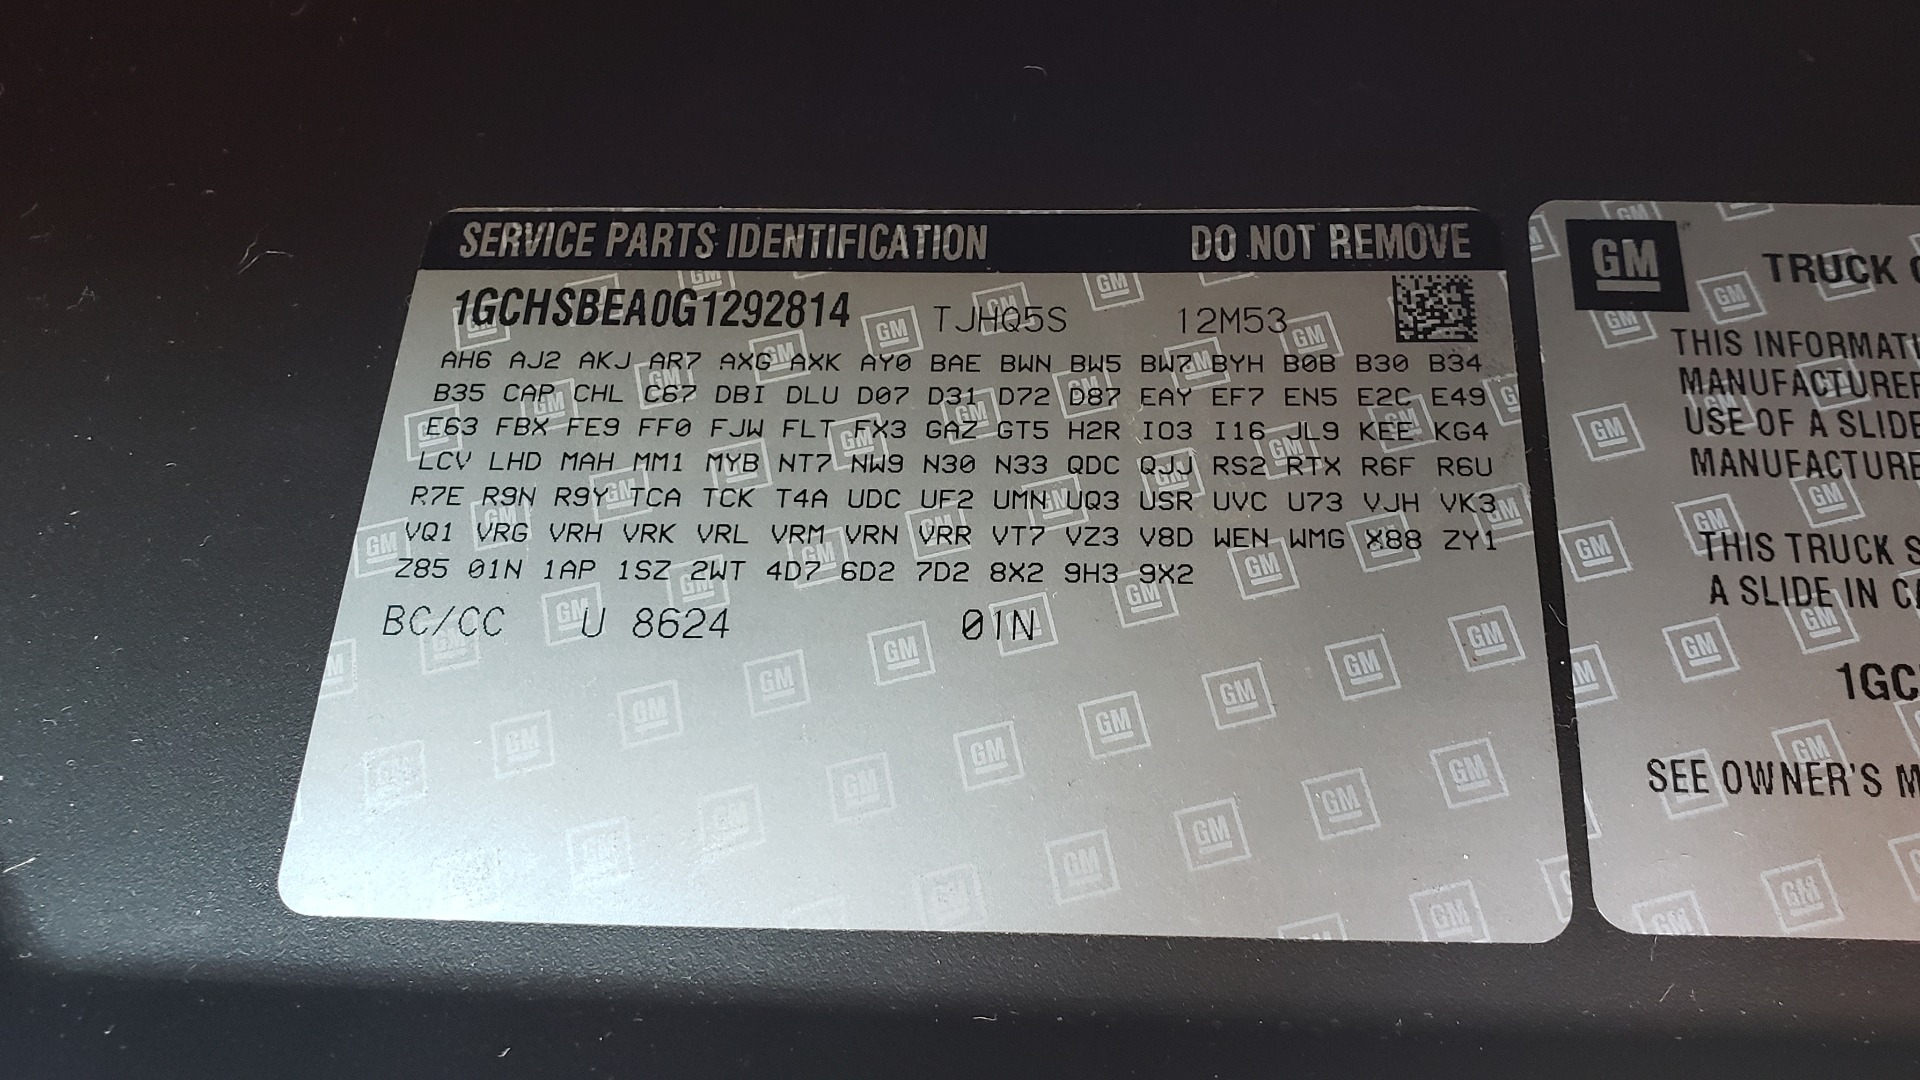 SERVICE PARTS IDENTIFICATION DO NOT REMOVE
1GCHSBEA0G1292814 TJHQ5S 12M53
AH6 AJ2 AKJ AR7 AXG AXK AY0 BAE BWN BW5 BW7 BYH B0B B30 B34
B35 CAP CHL C67 DBI DLU D07 D31 D72 D87 EAY EF7 EN5 E2C E49
E63 FBX FE9 FF0 FJW FLT FX3 GAZ GT5 H2R IO3 I16 JL9 KEE KG4
LCV LHD MAH MM1 MYB NT7 NW9 N30 N33 QDC QJJ RS2 RTX R6F R6U
R7E R9N R9Y TCA TCK T4A UDC UF2 UMN UQ3 USR UVC U73 VJH VK3
VQ1 VRG VRH VRK VRL VRM VRN VRR VT7 VZ3 V8D WEN WMG X88 ZY1
Z85 01N 1AP 1SZ 2WT 4D7 6D2 7D2 8X2 9H3 9X2
BC/CC U 8624 01N
GM
TRUCK
THIS INFORMATI
MANUFACTURER
USE OF A SLIDE
MANUFACTURE
THIS TRUCK S
A SLIDE IN
1GC
SEE OWNER'S M